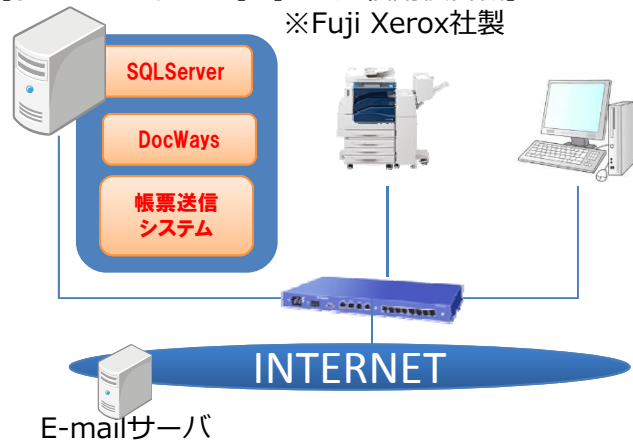 ※Fuji Xerox社製
SQLServer
DocWays
帳票送信
システム
INTERNET
E-mailサーバ